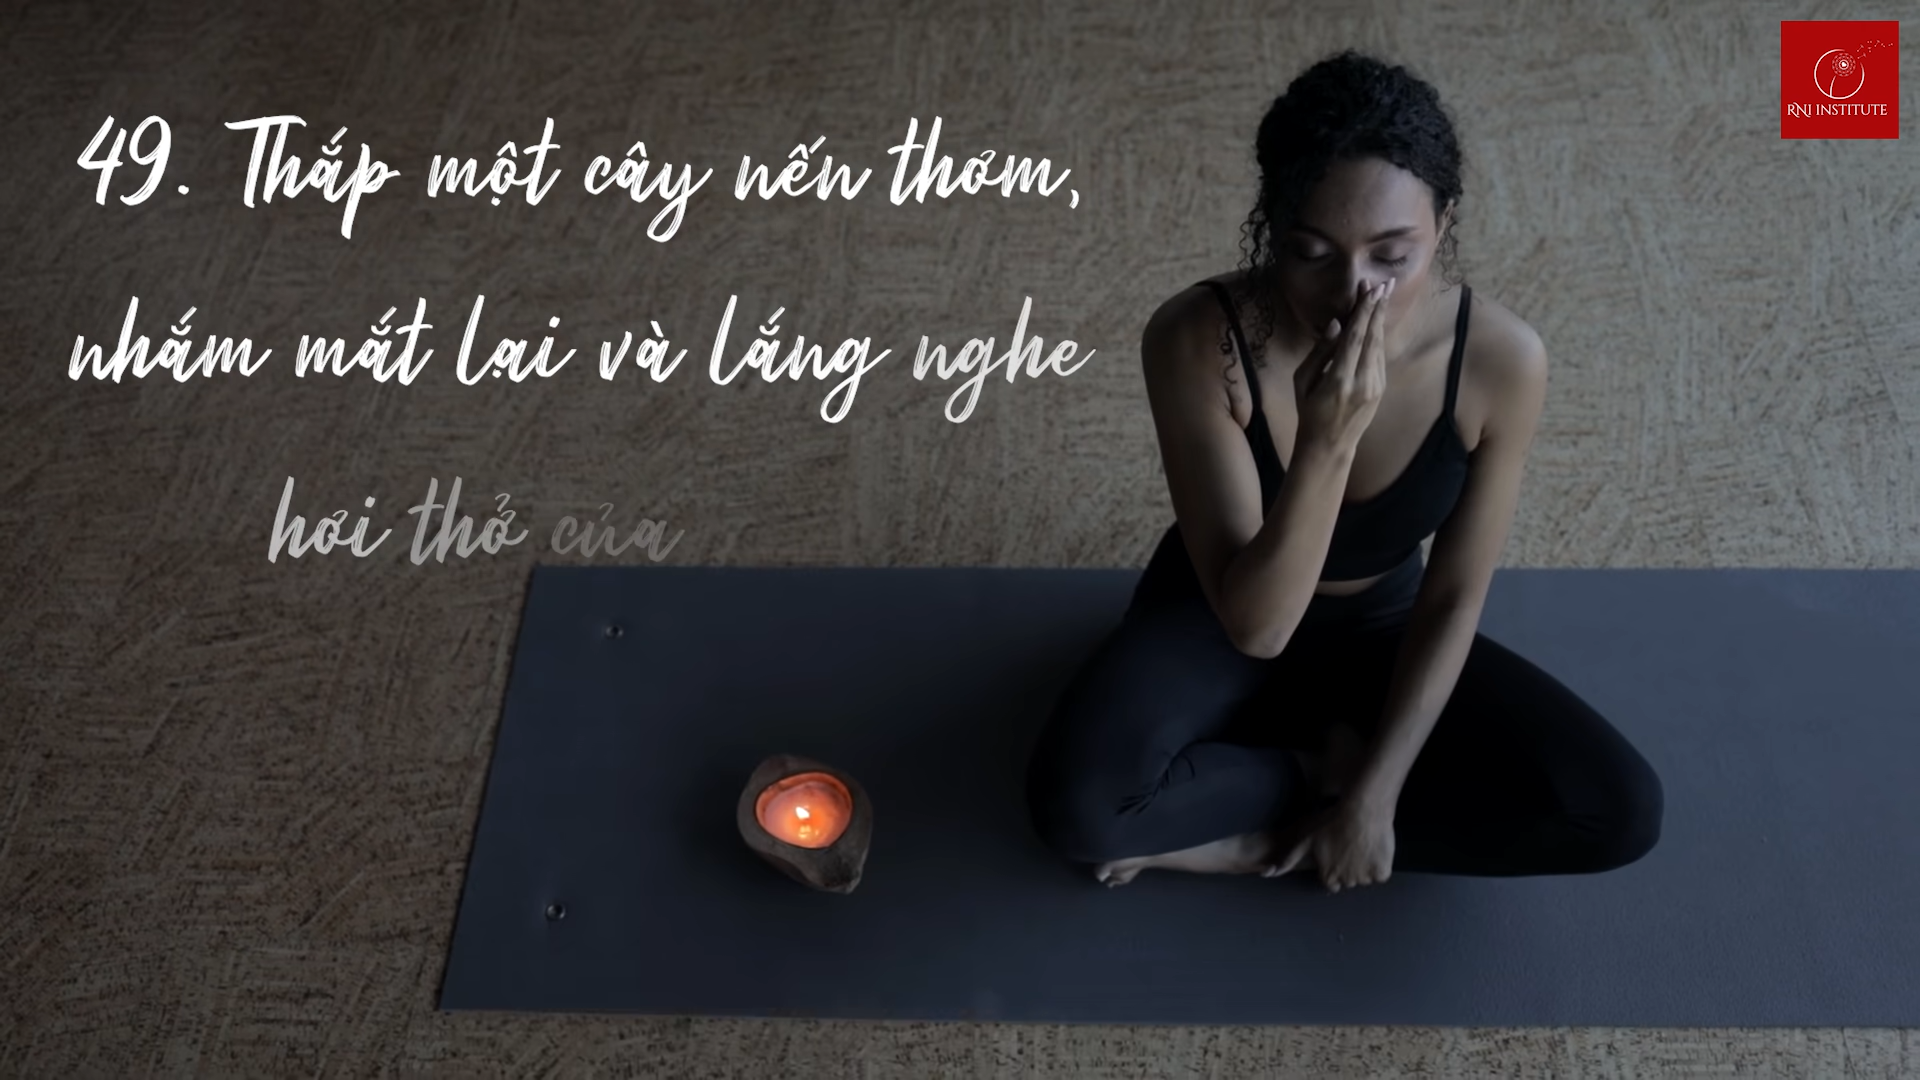 RNI INSTITUTE
49. Thắp một cây nến thơm,
nhắm mắt lại và lắng nghe
hơi thở của